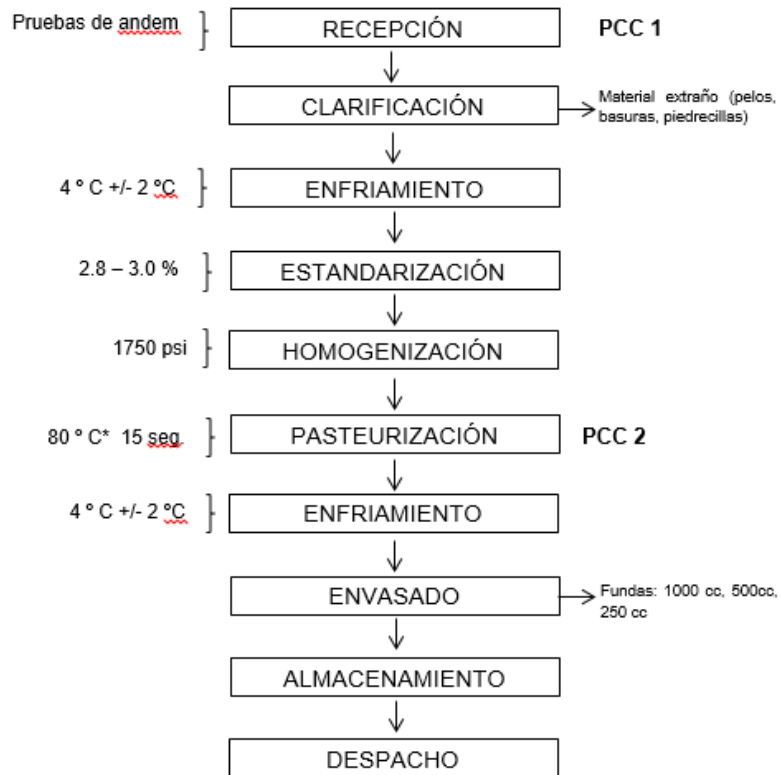 Pruebas de andem
RECEPCIÓN
PCC 1
CLARIFICACIÓN
Material extraño (pelos,
basuras, piedrecillas)
4 º C +/- 2 ºC
ENFRIAMIENTO
2.8 – 3.0 %
ESTANDARIZACIÓN
1750 psi
HOMOGENIZACIÓN
80 º C* 15 seg.
PASTEURIZACIÓN
PCC 2
4 º C +/- 2 ºC
ENFRIAMIENTO
ENVASADO
Fundas: 1000 cc, 500cc,
250 cc
ALMACENAMIENTO
DESPACHO